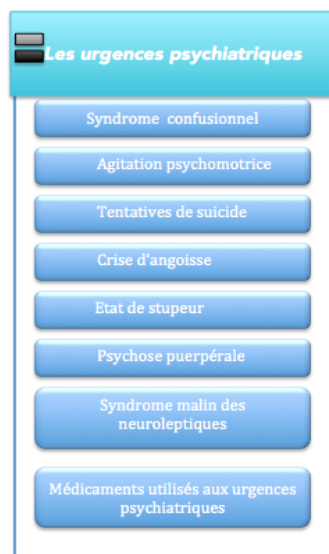 Les urgences psychiatriques
Syndrome confusionnel
Agitation psychomotrice
Tentatives de suicide
Crise d'angoisse
Etat de stupeur
Psychose puerpérale
Syndrome malin des
neuroleptiques
Médicaments utilisés aux urgences
psychiatriques